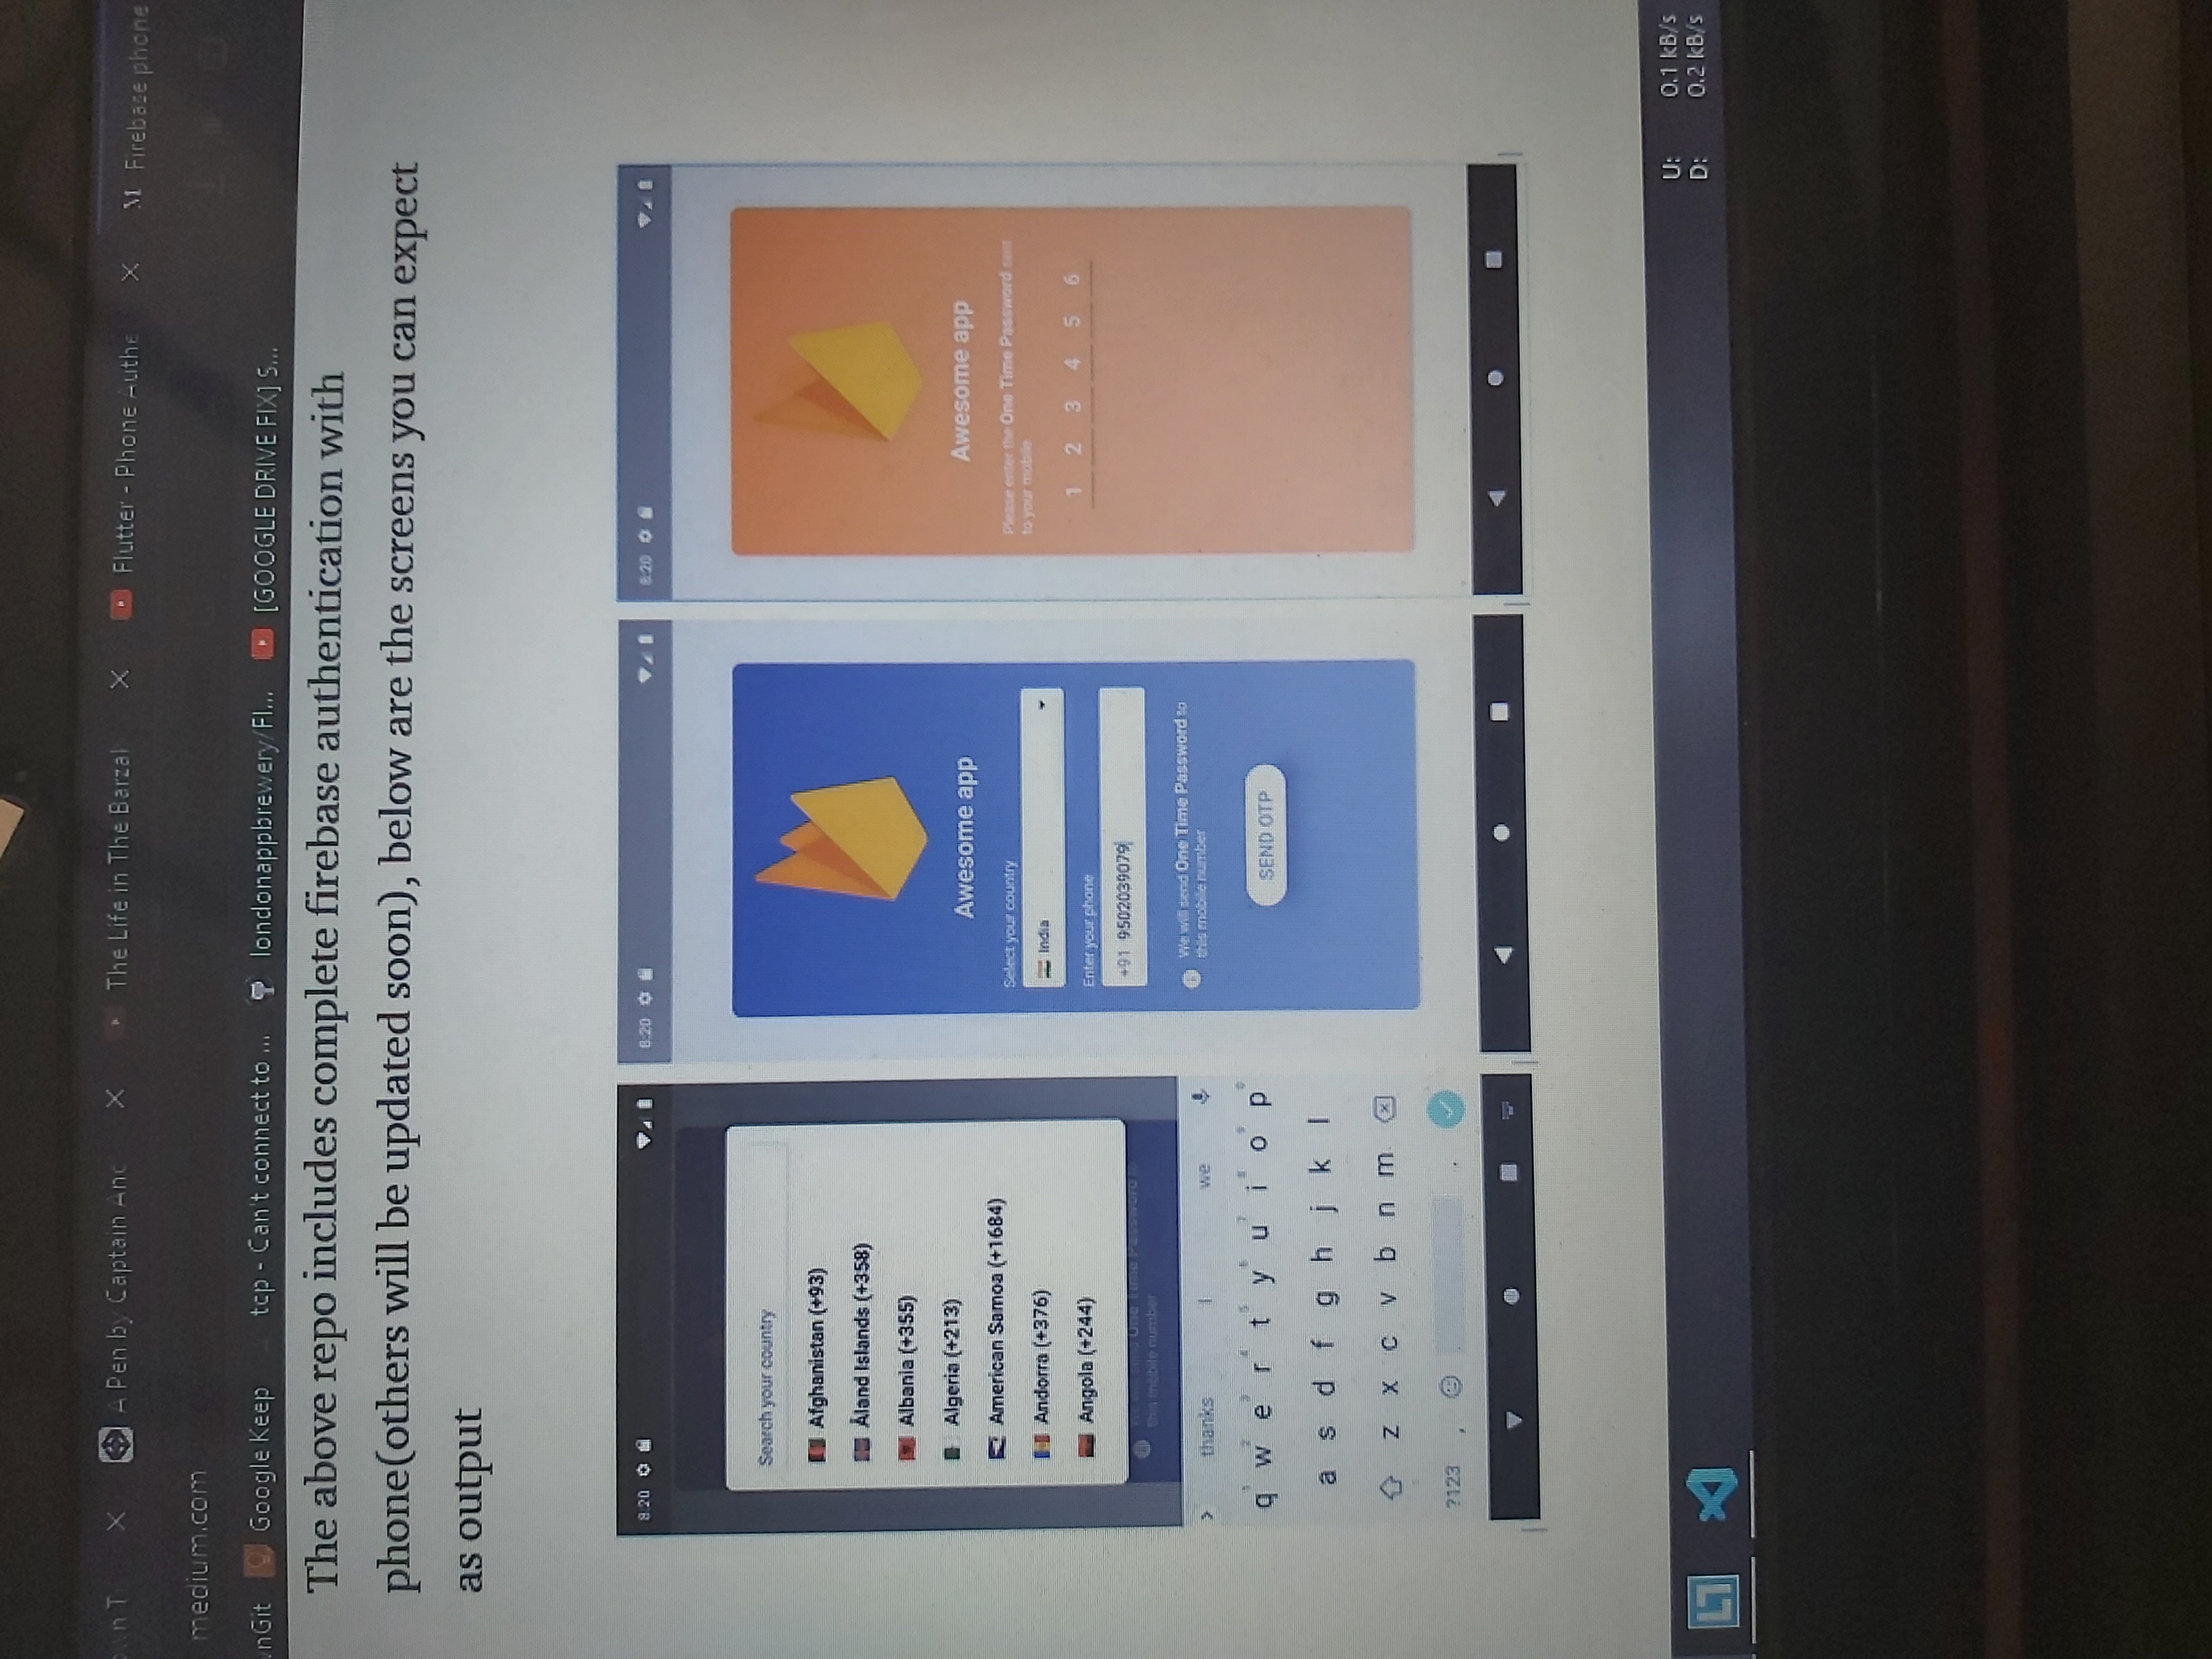 A Pen by Captain Anc
The Life in The Barzal
Flutter - Phone Authe
Firebase phone
medium.com
nGit
Google Keep
tcp - Can't connect to ...
londonappbrewery/Fl...
[GOOGLE DRIVE FIX] S...
The above repo includes complete firebase authentication with
phone(others will be updated soon), below are the screens you can expect
as output
8:20
Search your country
Afghanistan (+93)
Åland Islands (+358)
Albania (+355)
Algeria (+213)
American Samoa (+1684)
Andorra (+376)
Angola (+244)
We will send One Time Password to
this mobile number
thanks I we
q w e r t y u i o p
a s d f g h j k l
z x c v b n m
?123 , .
8:20
Awesome app
Select your country
India
Enter your phone
+91 9502039079
We will send One Time Password to
this mobile number
SEND OTP
8:20
Awesome app
Please enter the One Time Password sent
to your mobile
1 2 3 4 5 6
U: 0.1 kB/s
D: 0.2 kB/s